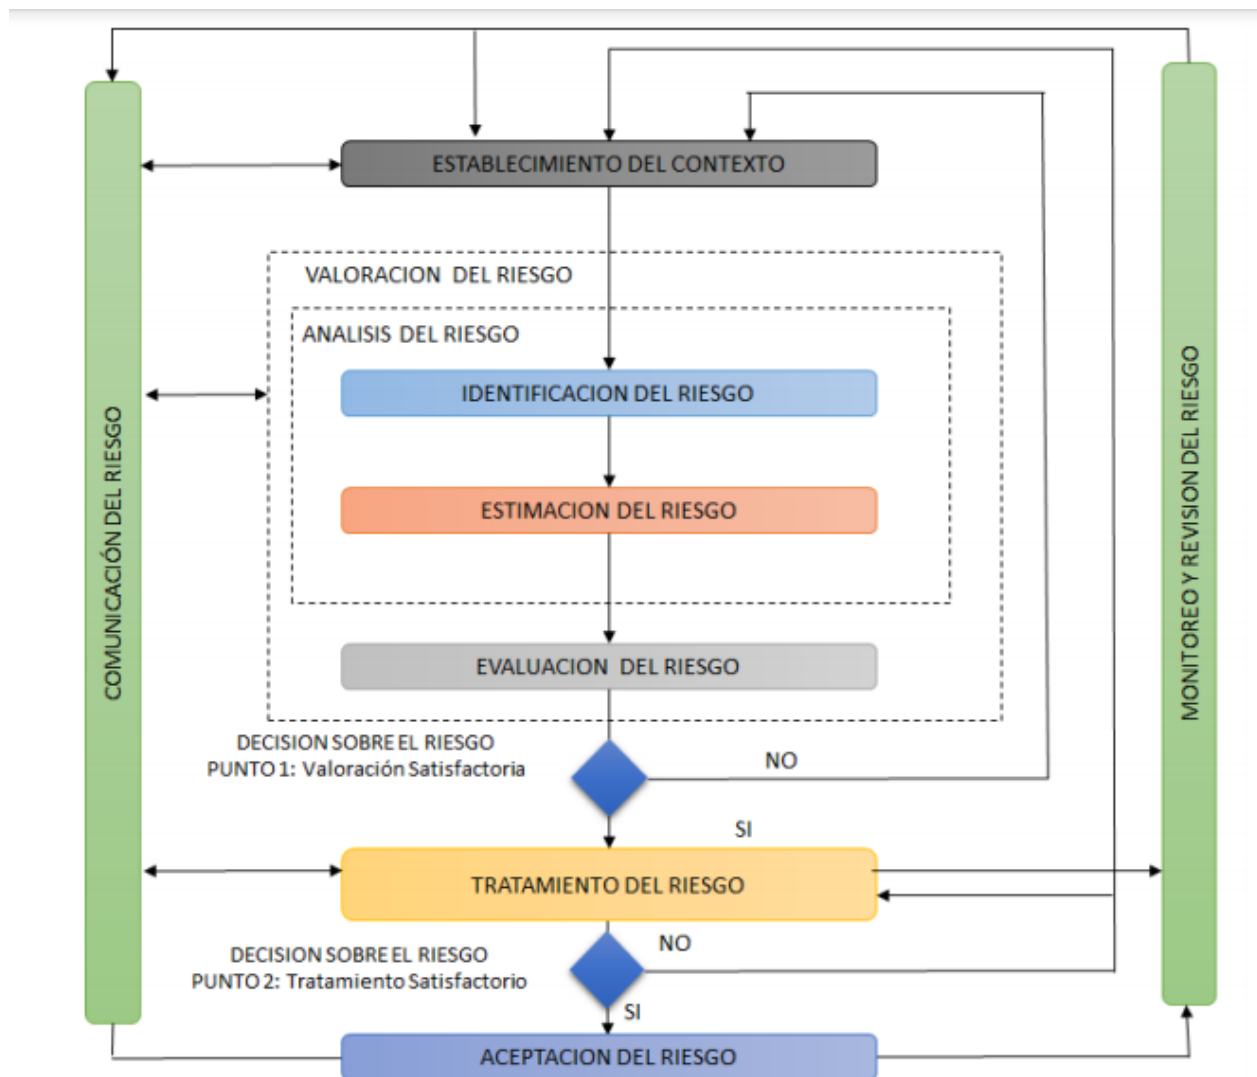 ESTABLECIMIENTO DEL CONTEXTO
VALORACION DEL RIESGO
ANALISIS DEL RIESGO
IDENTIFICACION DEL RIESGO
ESTIMACION DEL RIESGO
EVALUACION DEL RIESGO
COMUNICACIÓN DEL RIESGO
MONITOREO Y REVISION DEL RIESGO
DECISION SOBRE EL RIESGO
PUNTO 1: Valoración Satisfactoria
NO
SI
TRATAMIENTO DEL RIESGO
DECISION SOBRE EL RIESGO
PUNTO 2: Tratamiento Satisfactorio
NO
SI
ACEPTACION DEL RIESGO